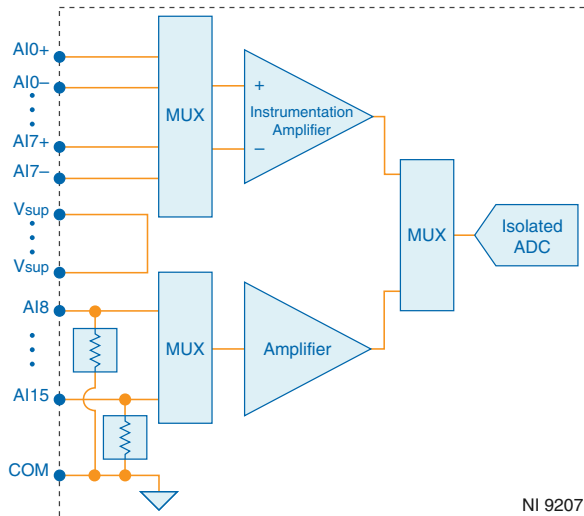 AI0+
AI0–
AI7+
AI7–
Vsup
Vsup
AI8
AI15
COM
MUX
+
–
Instrumentation
Amplifier
MUX
Amplifier
MUX
Isolated
ADC
NI 9207